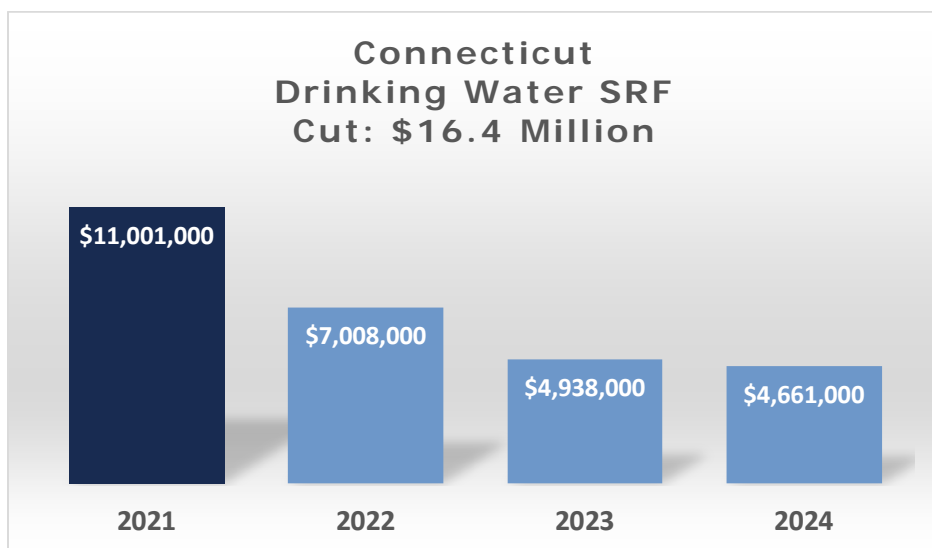 Connecticut
Drinking Water SRF
Cut: $16.4 Million
$11,001,000
$7,008,000
$4,938,000
$4,661,000
2021
2022
2023
2024